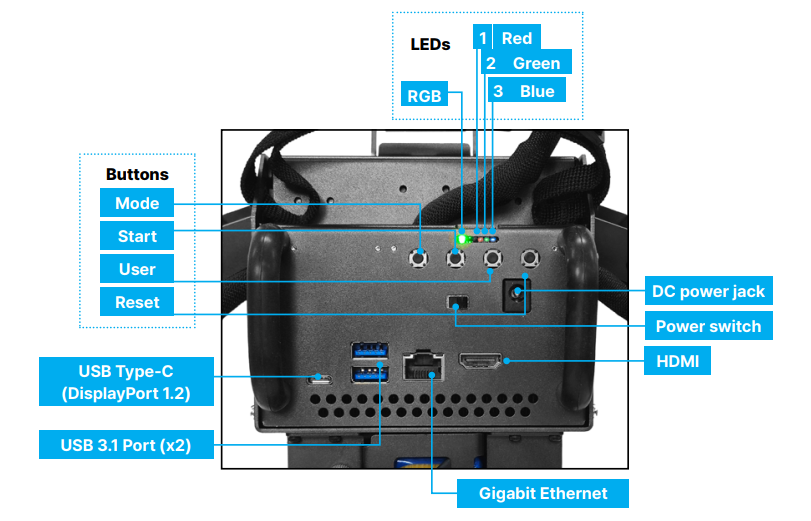 LEDs
1 Red
2 Green
3 Blue
RGB
Buttons
Mode
Start
User
Reset
DC power jack
Power switch
HDMI
USB Type-C
(DisplayPort 1.2)
USB 3.1 Port (x2)
Gigabit Ethernet